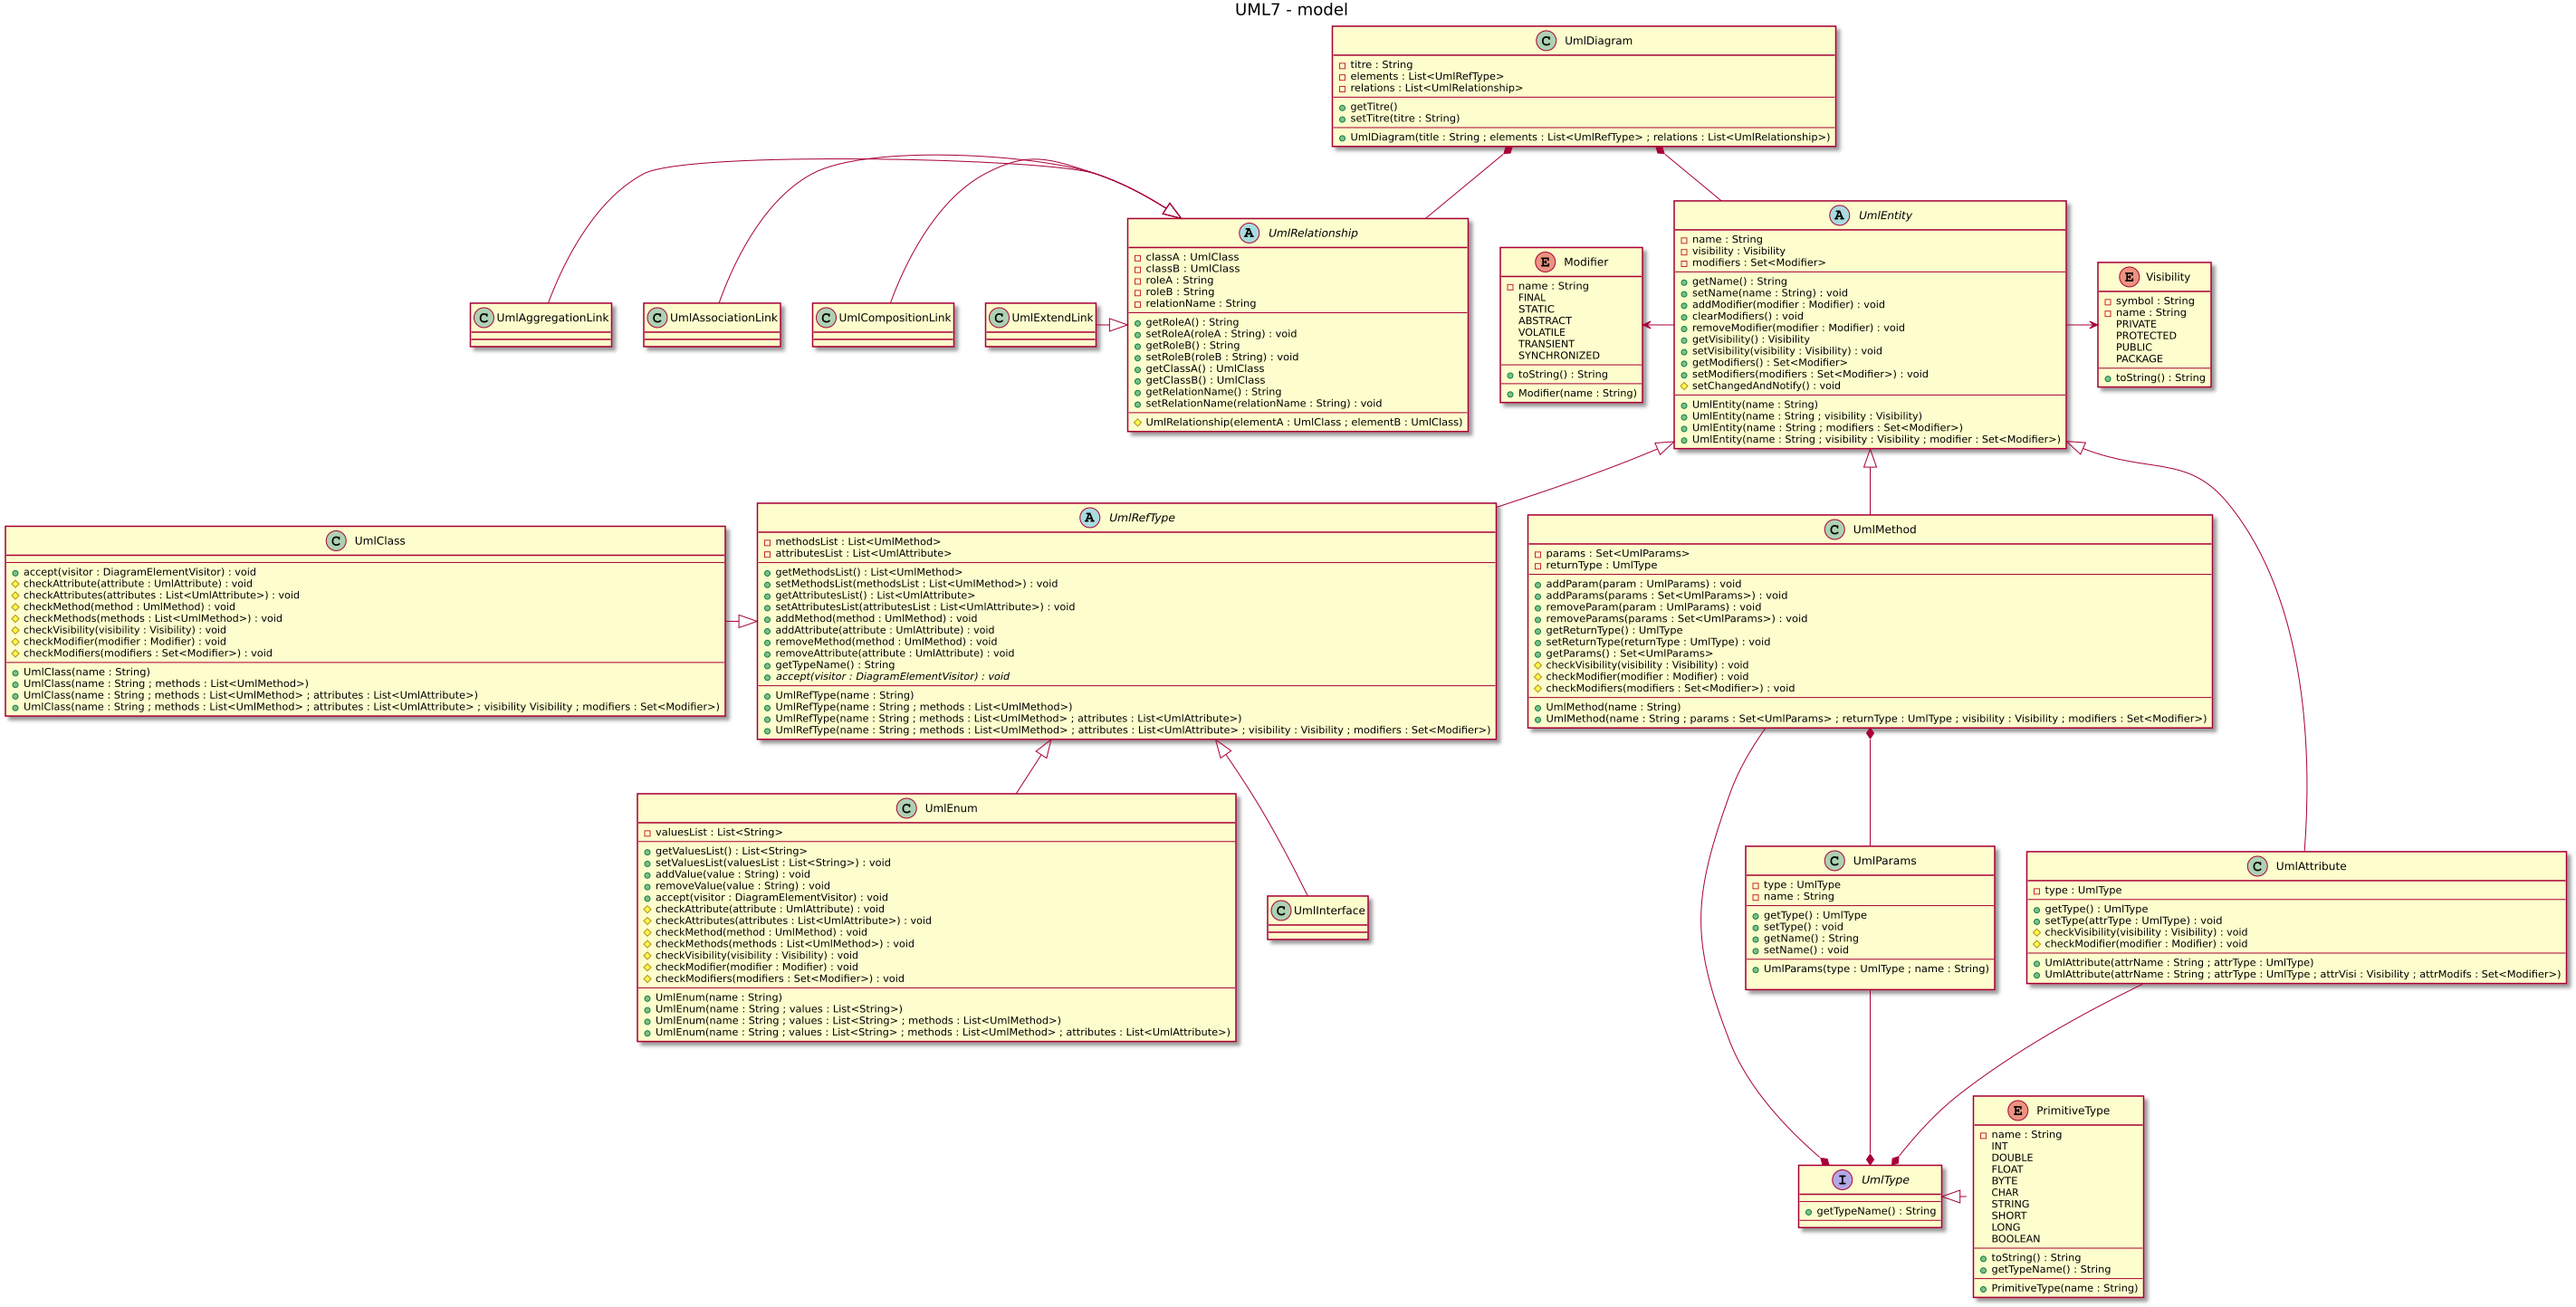 UML7 - model
C UmlDiagram
titre : String
elements : List<UmlRefType>
relations : List<UmlRelationship>
getTitre()
setTitre(titre : String)
UmlDiagram(title : String ; elements : List<UmlRefType> ; relations : List<UmlRelationship>)
A UmlRelationship
classA : UmlClass
classB : UmlClass
roleA : String
roleB : String
relationName : String
getRoleA() : String
setRoleA(roleA : String) : void
getRoleB() : String
setRoleB(roleB : String) : void
getClassA() : UmlClass
getClassB() : UmlClass
getRelationName() : String
setRelationName(relationName : String) : void
UmlRelationship(elementA : UmlClass ; elementB : UmlClass)
A UmlEntity
name : String
visibility : Visibility
modifiers : Set<Modifier>
getName() : String
setName(name : String) : void
addModifier(modifier : Modifier) : void
clearModifiers() : void
removeModifier(modifier : Modifier) : void
getVisibility() : Visibility
setVisibility(visibility : Visibility) : void
getModifiers() : Set<Modifier>
setModifiers(modifiers : Set<Modifier>) : void
setChangedAndNotify() : void
UmlEntity(name : String)
UmlEntity(name : String ; visibility : Visibility)
UmlEntity(name : String ; modifiers : Set<Modifier>)
UmlEntity(name : String ; visibility : Visibility ; modifier : Set<Modifier>)
E Modifier
name : String
FINAL
STATIC
ABSTRACT
VOLATILE
TRANSIENT
SYNCHRONIZED
toString() : String
Modifier(name : String)
E Visibility
symbol : String
name : String
PRIVATE
PROTECTED
PUBLIC
PACKAGE
toString() : String
C UmlAggregationLink
C UmlAssociationLink
C UmlCompositionLink
C UmlExtendLink
C UmlClass
accept(visitor : DiagramElementVisitor) : void
checkAttribute(attribute : UmlAttribute) : void
checkAttributes(attributes : List<UmlAttribute>) : void
checkMethod(method : UmlMethod) : void
checkMethods(methods : List<UmlMethod>) : void
checkVisibility(visibility : Visibility) : void
checkModifier(modifier : Modifier) : void
checkModifiers(modifiers : Set<Modifier>) : void
UmlClass(name : String)
UmlClass(name : String ; methods : List<UmlMethod>)
UmlClass(name : String ; methods : List<UmlMethod> ; attributes : List<UmlAttribute>)
UmlClass(name : String ; methods : List<UmlMethod> ; attributes : List<UmlAttribute> ; visibility Visibility ; modifiers : Set<Modifier>)
A UmlRefType
methodsList : List<UmlMethod>
attributesList : List<UmlAttribute>
getMethodsList() : List<UmlMethod>
setMethodsList(methodsList : List<UmlMethod>) : void
getAttributesList() : List<UmlAttribute>
setAttributesList(attributesList : List<UmlAttribute>) : void
addMethod(method : UmlMethod) : void
addAttribute(attribute : UmlAttribute) : void
removeMethod(method : UmlMethod) : void
removeAttribute(attribute : UmlAttribute) : void
getTypeName() : String
accept(visitor : DiagramElementVisitor) : void
UmlRefType(name : String)
UmlRefType(name : String ; methods : List<UmlMethod>)
UmlRefType(name : String ; methods : List<UmlMethod> ; attributes : List<UmlAttribute>)
UmlRefType(name : String ; methods : List<UmlMethod> ; attributes : List<UmlAttribute> ; visibility : Visibility ; modifiers : Set<Modifier>)
C UmlMethod
params : Set<UmlParams>
returnType : UmlType
addParam(param : UmlParams) : void
addParams(params : Set<UmlParams>) : void
removeParam(param : UmlParams) : void
removeParams(params : Set<UmlParams>) : void
getReturnType() : UmlType
setReturnType(returnType : UmlType) : void
getParams() : Set<UmlParams>
checkVisibility(visibility : Visibility) : void
checkModifier(modifier : Modifier) : void
checkModifiers(modifiers : Set<Modifier>) : void
UmlMethod(name : String)
UmlMethod(name : String ; params : Set<UmlParams> ; returnType : UmlType ; visibility : Visibility ; modifiers : Set<Modifier>)
C UmlEnum
valuesList : List<String>
getValuesList() : List<String>
setValuesList(valuesList : List<String>) : void
addValue(value : String) : void
removeValue(value : String) : void
accept(visitor : DiagramElementVisitor) : void
checkAttribute(attribute : UmlAttribute) : void
checkAttributes(attributes : List<UmlAttribute>) : void
checkMethod(method : UmlMethod) : void
checkMethods(methods : List<UmlMethod>) : void
checkVisibility(visibility : Visibility) : void
checkModifier(modifier : Modifier) : void
checkModifiers(modifiers : Set<Modifier>) : void
UmlEnum(name : String)
UmlEnum(name : String ; values : List<String>)
UmlEnum(name : String ; values : List<String> ; methods : List<UmlMethod>)
UmlEnum(name : String ; values : List<String> ; methods : List<UmlMethod> ; attributes : List<UmlAttribute>)
C UmlInterface
C UmlParams
type : UmlType
name : String
getType() : UmlType
setType() : void
getName() : String
setName() : void
UmlParams(type : UmlType ; name : String)
C UmlAttribute
type : UmlType
getType() : UmlType
setType(attrType : UmlType) : void
checkVisibility(visibility : Visibility) : void
checkModifier(modifier : Modifier) : void
UmlAttribute(attrName : String ; attrType : UmlType)
UmlAttribute(attrName : String ; attrType : UmlType ; attrVisi : Visibility ; attrModifs : Set<Modifier>)
I UmlType
getTypeName() : String
E PrimitiveType
name : String
INT
DOUBLE
FLOAT
BYTE
CHAR
STRING
SHORT
LONG
BOOLEAN
toString() : String
getTypeName() : String
PrimitiveType(name : String)